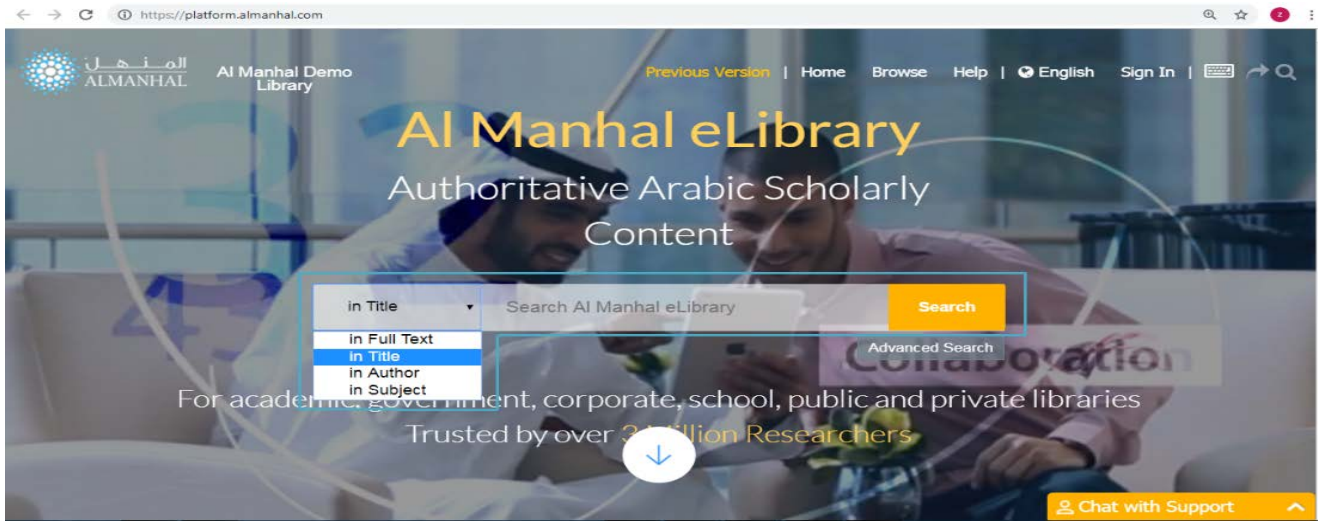 https://platform.almanhal.com
z
المنهل
ALMANHAL
Al Manhal Demo
Library
Previous Version | Home Browse Help | English Sign In |
Al Manhal eLibrary
Authoritative Arabic Scholarly
Content
in Title Search Al Manhal eLibrary Search
in Full Text
in Title
in Author
in Subject
Advanced Search
Collaboration
For academic, government, corporate, school, public and private libraries
Trusted by over 3 Million Researchers
Chat with Support